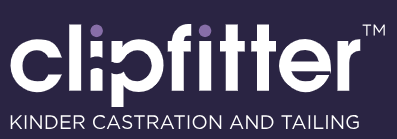 clipfitter™
KINDER CASTRATION AND TAILING